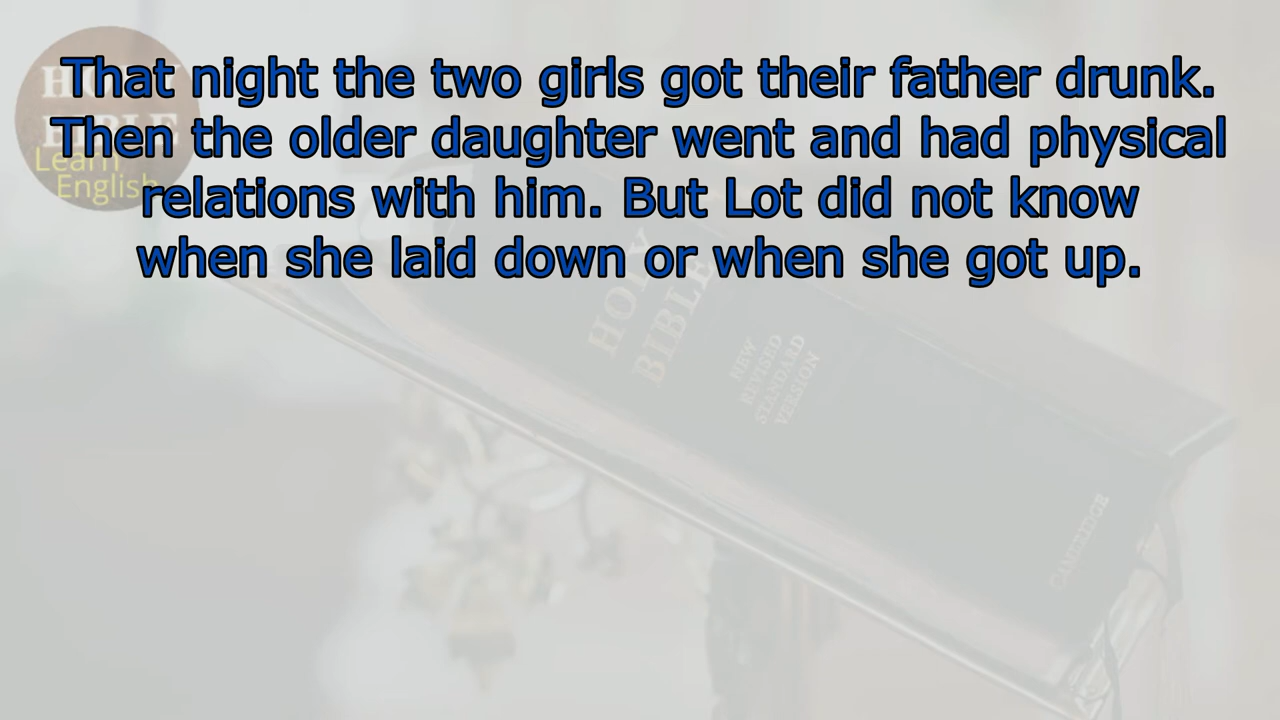 That night the two girls got their father drunk.
Then the older daughter went and had physical
relations with him. But Lot did not know
when she laid down or when she got up.
HOLY
BIBLE
Learn
English
HOLY
BIBLE
NEW
REVISED
STANDARD
VERSION
CAMBRIDGE